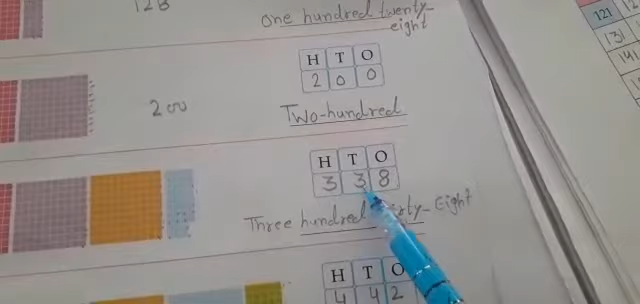 128
One hundred twenty-
eight
121
131
141
H T O
2 0 0
200
Two-hundred
H T O
3 3 8
Three hundred Eight
H T O
4 4 2